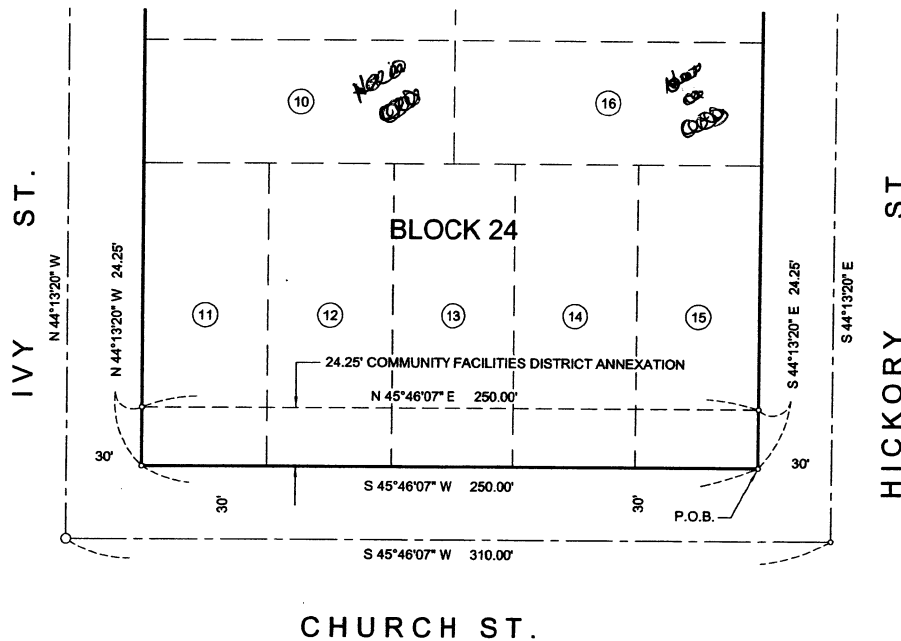 10
16
BLOCK 24
IVY ST.
N 44°13'20" W
N 44°13'20" W 24.25'
11
12
13
14
15
S 44°13'20" E 24.25'
S 44°13'20" E
HICKORY ST
24.25' COMMUNITY FACILITIES DISTRICT ANNEXATION
N 45°46'07" E 250.00'
30'
30'
S 45°46'07" W 250.00'
30'
30'
P.O.B.
S 45°46'07" W 310.00'
CHURCH ST.